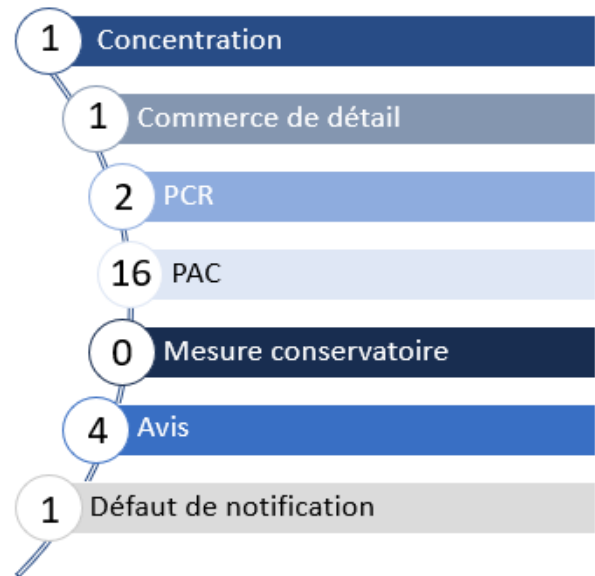 1 Concentration
1 Commerce de détail
2 PCR
16 PAC
0 Mesure conservatoire
4 Avis
1 Défaut de notification